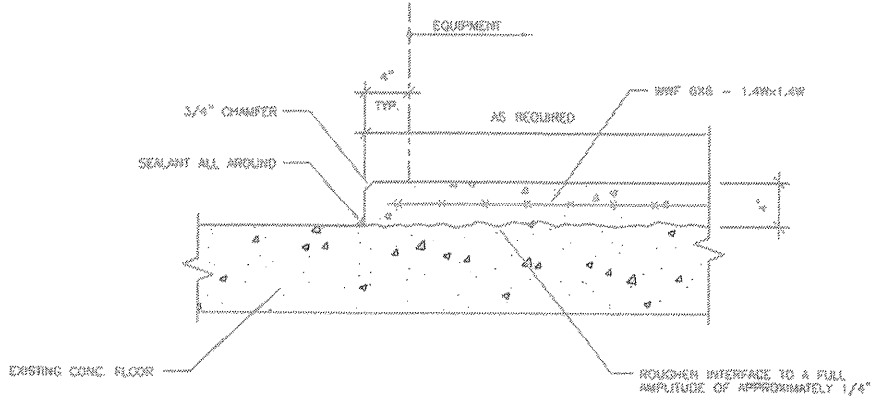 EQUIPMENT
4"
TYP.
3/4" CHAMFER
WWF 6X6 - 1.4Wx1.4W
AS REQUIRED
SEALANT ALL AROUND
4"
EXISTING CONC. FLOOR
ROUGHEN INTERFACE TO A FULL
AMPLITUDE OF APPROXIMATELY 1/4"